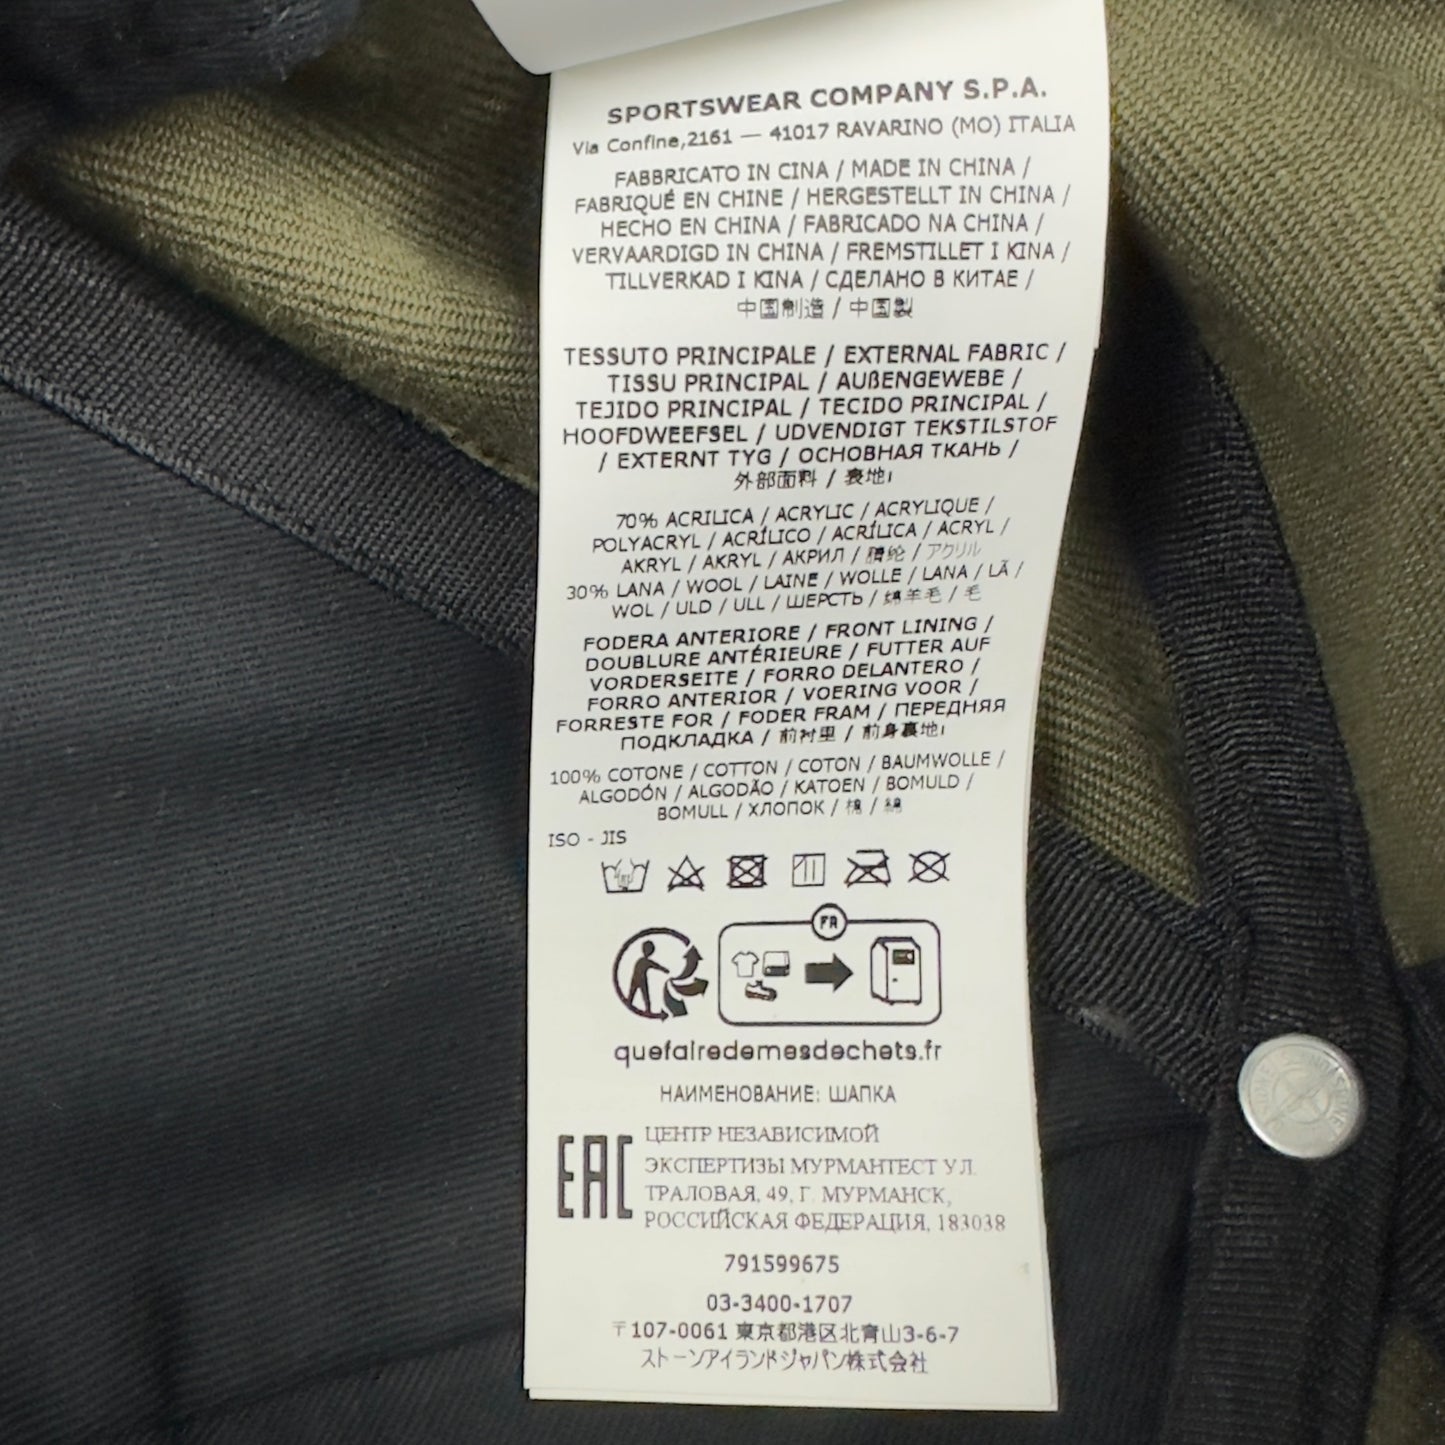 SPORTSWEAR COMPANY S.P.A.
Via Confine,2161 — 41017 RAVARINO (MO) ITALIA
FABBRICATO IN CINA / MADE IN CHINA /
FABRIQUÉ EN CHINE / HERGESTELLT IN CHINA /
HECHO EN CHINA / FABRICADO NA CHINA /
VERVAARDIGD IN CHINA / FREMSTILLET I KINA /
TILLVERKAD I KINA / СДЕЛАНО В КИТАЕ /
中国制造 / 中国製
TESSUTO PRINCIPALE / EXTERNAL FABRIC /
TISSU PRINCIPAL / AUßENGEWEBE /
TEJIDO PRINCIPAL / TECIDO PRINCIPAL /
HOOFDWEEFSEL / UDVENDIGT TEKSTILSTOF
/ EXTERNT TYG / ОСНОВНАЯ ТКАНЬ /
外部面料 / 表地
70% ACRILICA / ACRYLIC / ACRYLIQUE /
POLYACRYL / ACRÍLICO / ACRÍLICA / ACRYL /
AKRYL / AKRYL / АКРИЛ / 腈纶 / アクリル
30% LANA / WOOL / LAINE / WOLLE / LANA / LÃ /
WOL / ULD / ULL / ШЕРСТЬ / 绵羊毛 / 毛
FODERA ANTERIORE / FRONT LINING /
DOUBLURE ANTÉRIEURE / FUTTER AUF
VORDERSEITE / FORRO DELANTERO /
FORRO ANTERIOR / VOERING VOOR /
FORRESTE FOR / FODER FRAM / ПЕРЕДНЯЯ
ПОДКЛАДКА / 前衬里 / 前身裏地
100% COTONE / COTTON / COTON / BAUMWOLLE /
ALGODÓN / ALGODÃO / KATOEN / BOMULD /
BOMULL / ХЛОПОК / 棉 / 綿
ISO - JIS
FR
quefairedemesdechets.fr
НАИМЕНОВАНИЕ: ШАПКА
EAC
ЦЕНТР НЕЗАВИСИМОЙ
ЭКСПЕРТИЗЫ МУРМАНТЕСТ УЛ.
ТРАЛОВАЯ, 49, Г. МУРМАНСК,
РОССИЙСКАЯ ФЕДЕРАЦИЯ, 183038
791599675
03-3400-1707
〒107-0061 東京都港区北青山3-6-7
ストーンアイランドジャパン株式会社